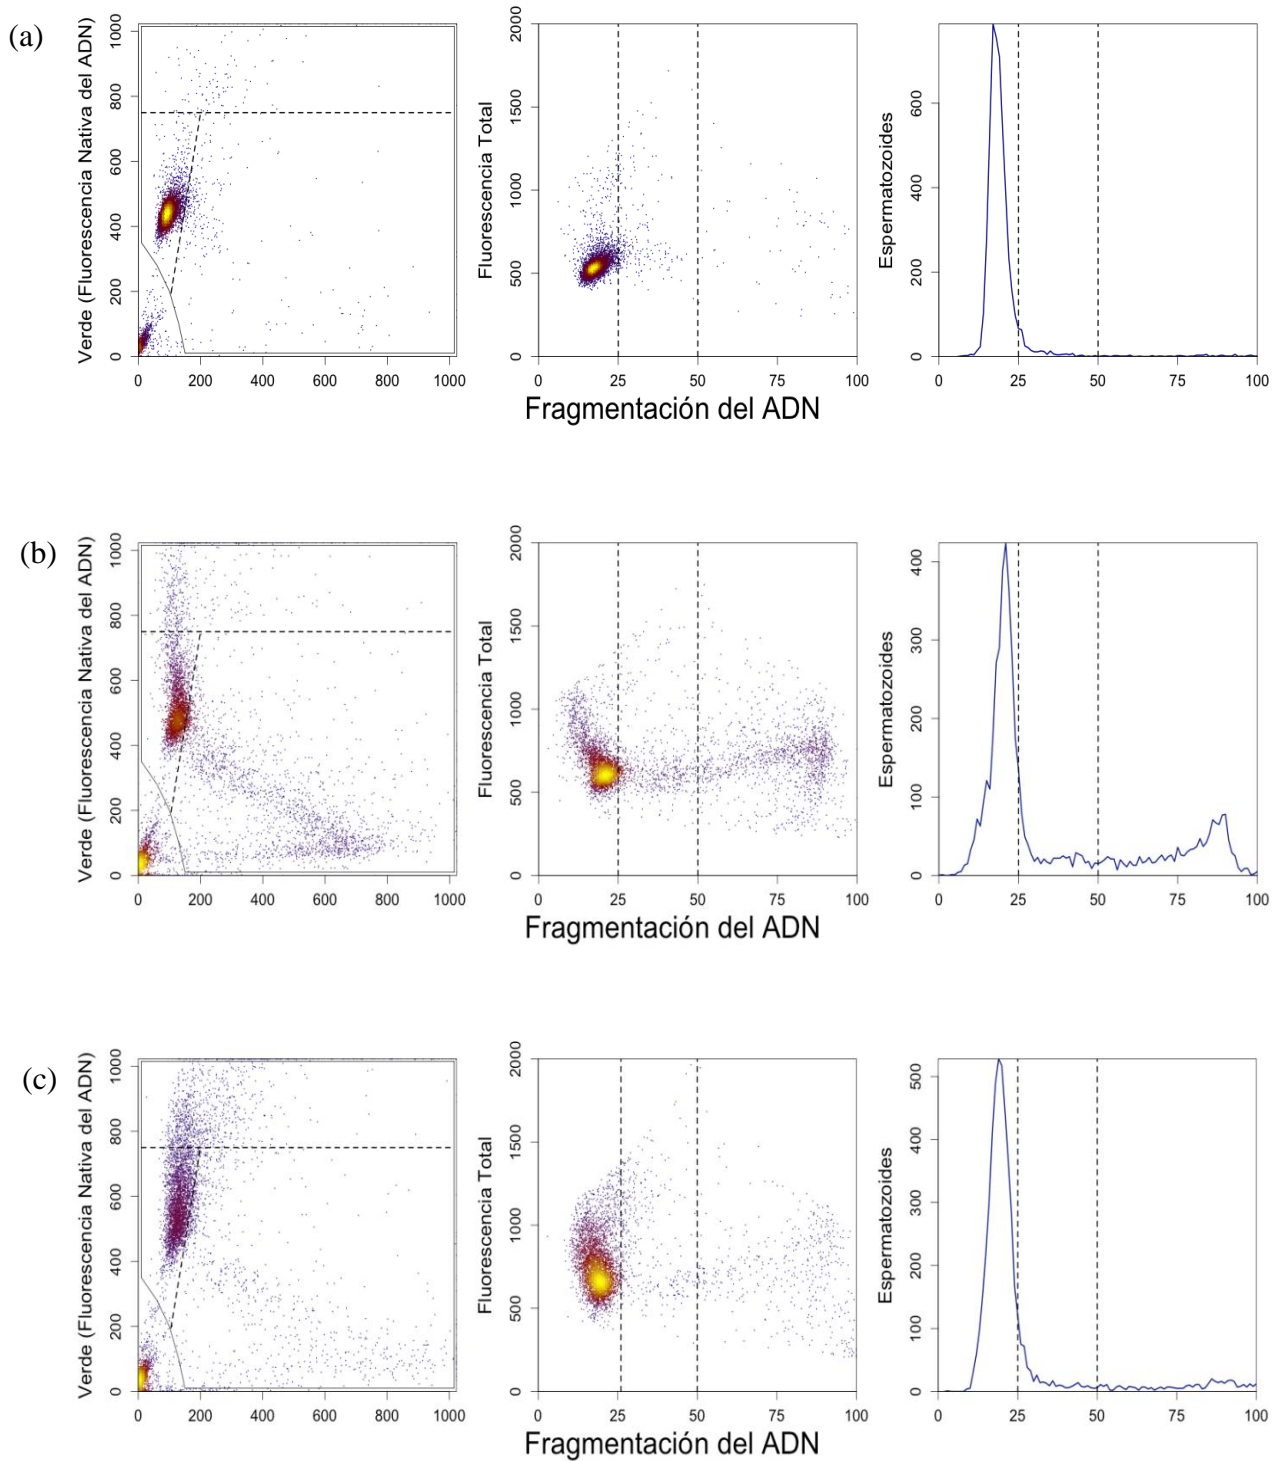 (a)
Verde (Fluorescencia Nativa del ADN)
0 200 400 600 800 1000
0 200 400 600 800 1000
Fluorescencia Total
0 500 1000 1500 2000
0 25 50 75 100
Espermatozoides
0 200 400 600
0 25 50 75 100
Fragmentación del ADN
(b)
Verde (Fluorescencia Nativa del ADN)
0 200 400 600 800 1000
0 200 400 600 800 1000
Fluorescencia Total
0 500 1000 1500 2000
0 25 50 75 100
Espermatozoides
0 100 200 300 400
0 25 50 75 100
Fragmentación del ADN
(c)
Verde (Fluorescencia Nativa del ADN)
0 200 400 600 800 1000
0 200 400 600 800 1000
Fluorescencia Total
0 500 1000 1500 2000
0 25 50 75 100
Espermatozoides
0 100 200 300 400 500
0 25 50 75 100
Fragmentación del ADN